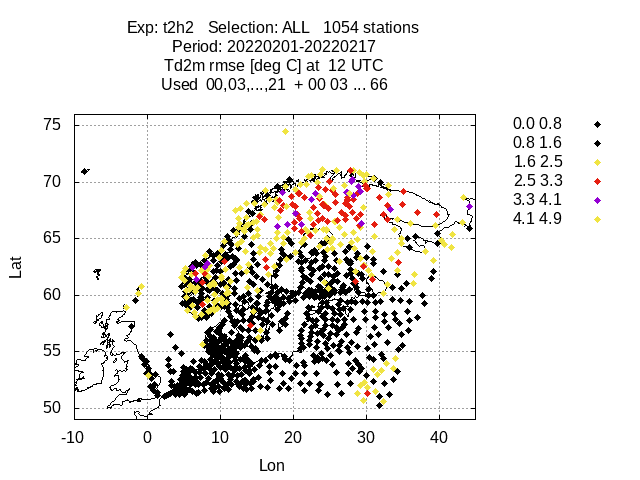 Exp: t2h2   Selection: ALL   1054 stations
Period: 20220201-20220217
Td2m rmse [deg C] at  12 UTC
Used  00,03,...,21  + 00 03 ... 66
75
70
65
60
55
50
Lat
-10 0 10 20 30 40
Lon
0.0 0.8
0.8 1.6
1.6 2.5
2.5 3.3
3.3 4.1
4.1 4.9